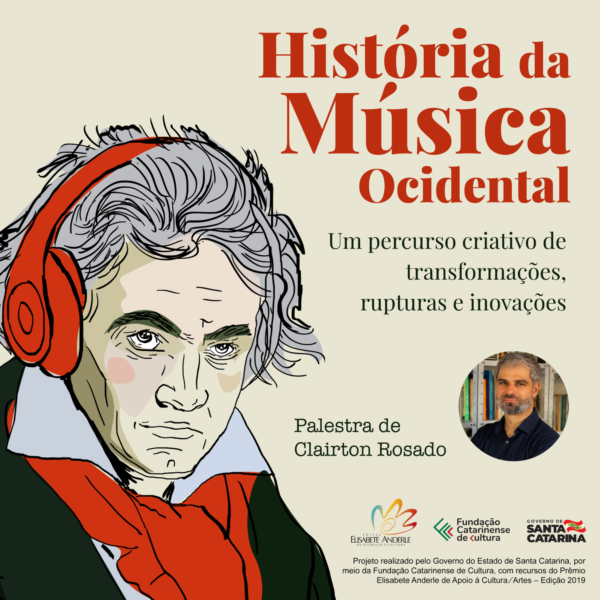 História da
Música
Ocidental
Um percurso criativo de
transformações,
rupturas e inovações
Palestra de
Clairton Rosado
ELISABETE ANDERLE
Fundação
Catarinense
de Cultura
GOVERNO DE
SANTA
CATARINA
Projeto realizado pelo Governo do Estado de Santa Catarina, por
meio da Fundação Catarinense de Cultura, com recursos do Prêmio
Elisabete Anderle de Apoio à Cultura/Artes – Edição 2019